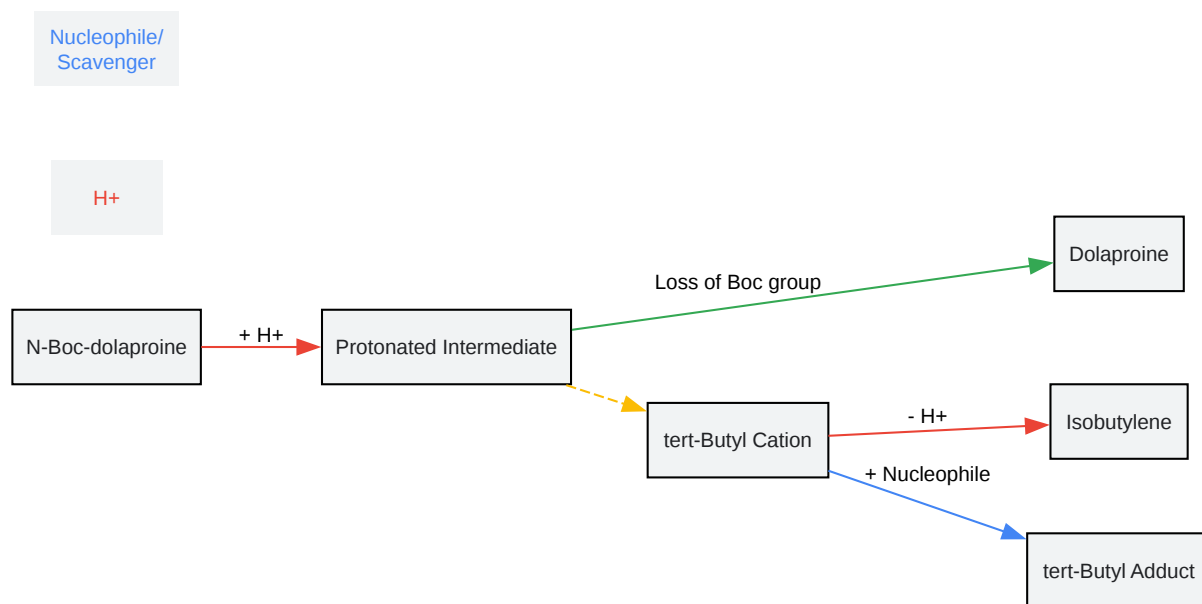 Nucleophile/
Scavenger
H+
Dolaproine
Loss of Boc group
+ H+
N-Boc-dolaproine
Protonated Intermediate
- H+
Isobutylene
tert-Butyl Cation
+ Nucleophile
tert-Butyl Adduct